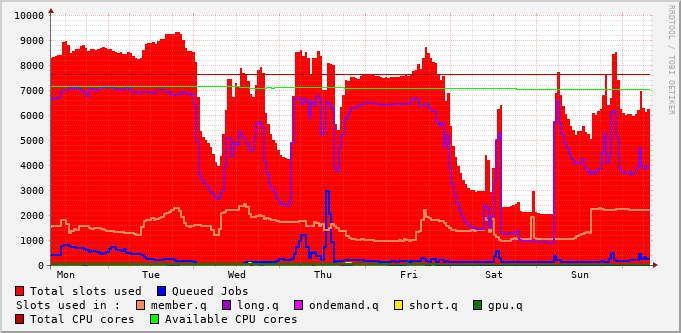 10000
9000
8000
7000
6000
5000
4000
3000
2000
1000
0
Mon Tue Wed Thu Fri Sat Sun
Total slots used Queued Jobs
Slots used in : member.q long.q ondemand.q short.q gpu.q
Total CPU cores Available CPU cores
RRDTOOL / TOBI OETIKER